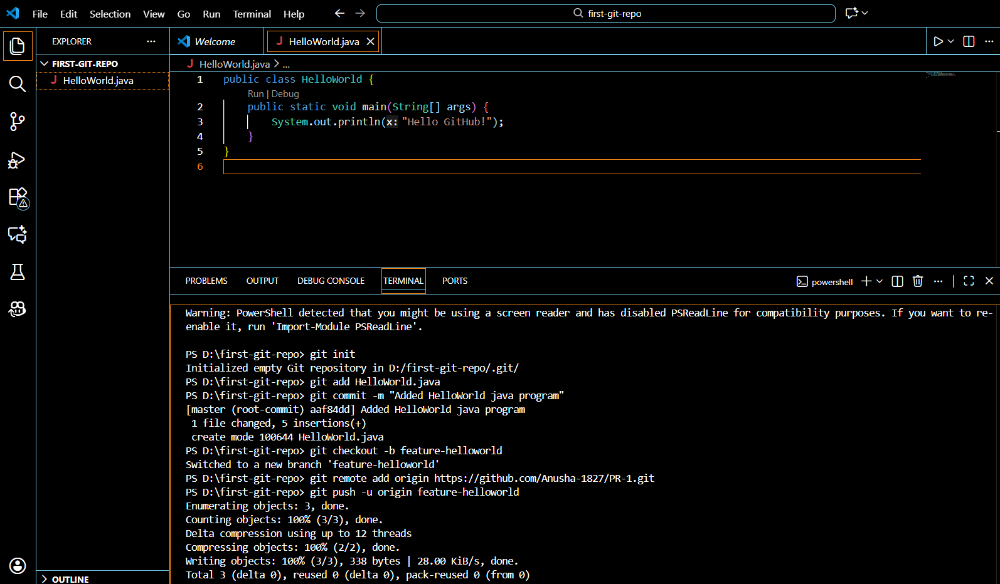 File Edit Selection View Go Run Terminal Help
first-git-repo
EXPLORER
Welcome
HelloWorld.java
FIRST-GIT-REPO
HelloWorld.java
HelloWorld.java > ...
1 public class HelloWorld {
Run | Debug
2 public static void main(String[] args) {
3 System.out.println(x: "Hello GitHub!");
4 }
5 }
6
PROBLEMS OUTPUT DEBUG CONSOLE TERMINAL PORTS
powershell
Warning: PowerShell detected that you might be using a screen reader and has disabled PSReadLine for compatibility purposes. If you want to re-
enable it, run 'Import-Module PSReadLine'.
PS D:\first-git-repo> git init
Initialized empty Git repository in D:/first-git-repo/.git/
PS D:\first-git-repo> git add HelloWorld.java
PS D:\first-git-repo> git commit -m "Added HelloWorld java program"
[master (root-commit) aaf84dd] Added HelloWorld java program
1 file changed, 5 insertions(+)
create mode 100644 HelloWorld.java
PS D:\first-git-repo> git checkout -b feature-helloworld
Switched to a new branch 'feature-helloworld'
PS D:\first-git-repo> git remote add origin https://github.com/Anusha-1827/PR-1.git
PS D:\first-git-repo> git push -u origin feature-helloworld
Enumerating objects: 3, done.
Counting objects: 100% (3/3), done.
Delta compression using up to 12 threads
Compressing objects: 100% (2/2), done.
Writing objects: 100% (3/3), 338 bytes | 28.00 KiB/s, done.
Total 3 (delta 0), reused 0 (delta 0), pack-reused 0 (from 0)
OUTLINE